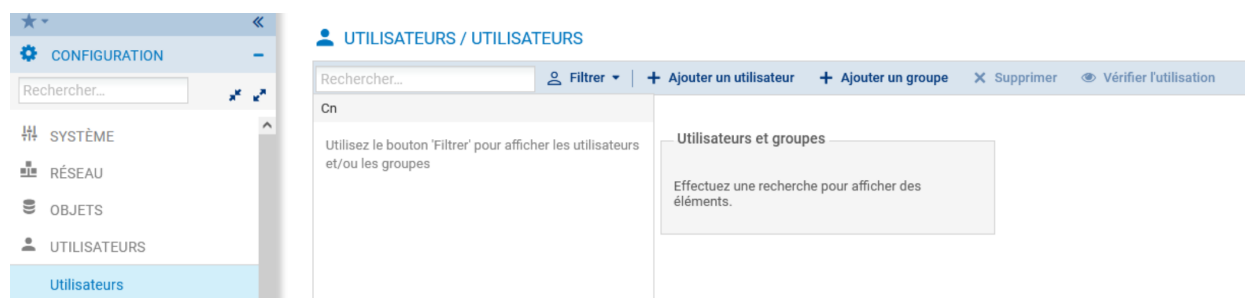 CONFIGURATION
Rechercher...
SYSTÈME
RÉSEAU
OBJETS
UTILISATEURS
Utilisateurs
UTILISATEURS / UTILISATEURS
Rechercher... Filtrer Ajouter un utilisateur Ajouter un groupe Supprimer Vérifier l'utilisation
Cn
Utilisez le bouton 'Filtrer' pour afficher les utilisateurs
et/ou les groupes
Utilisateurs et groupes
Effectuez une recherche pour afficher des
éléments.